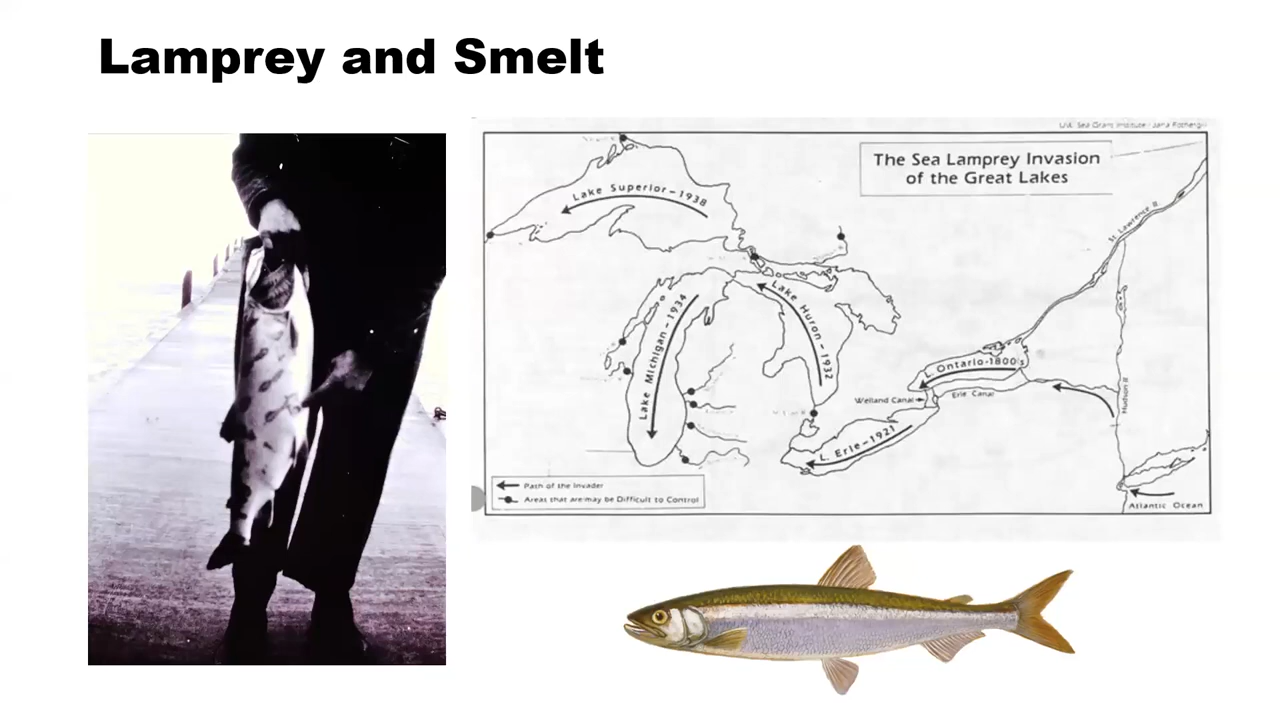 Lamprey and Smelt
The Sea Lamprey Invasion
of the Great Lakes
Lake Superior-1938
St. Lawrence R.
Lake Huron-1932
Lake Michigan-1934
L. Ontario-1800's
Welland Canal
Erie Canal
Hudson R
L. Erie-1921
Path of the Invader
Areas that are/may be Difficult to Control
Atlantic Ocean